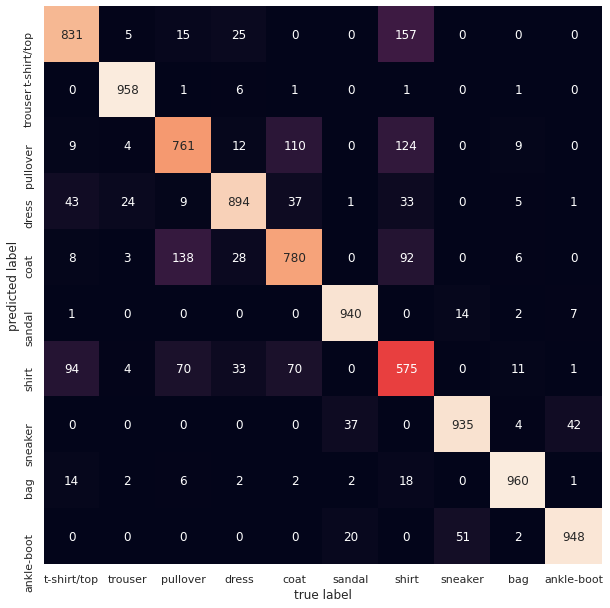 t-shirt/top 831 5 15 25 0 0 157 0 0 0
trouser 0 958 1 6 1 0 1 0 1 0
pullover 9 4 761 12 110 0 124 0 9 0
dress 43 24 9 894 37 1 33 0 5 1
coat 8 3 138 28 780 0 92 0 6 0
sandal 1 0 0 0 0 940 0 14 2 7
shirt 94 4 70 33 70 0 575 0 11 1
sneaker 0 0 0 0 0 37 0 935 4 42
bag 14 2 6 2 2 2 18 0 960 1
ankle-boot 0 0 0 0 0 20 0 51 2 948
predicted label
t-shirt/top trouser pullover dress coat sandal shirt sneaker bag ankle-boot
true label